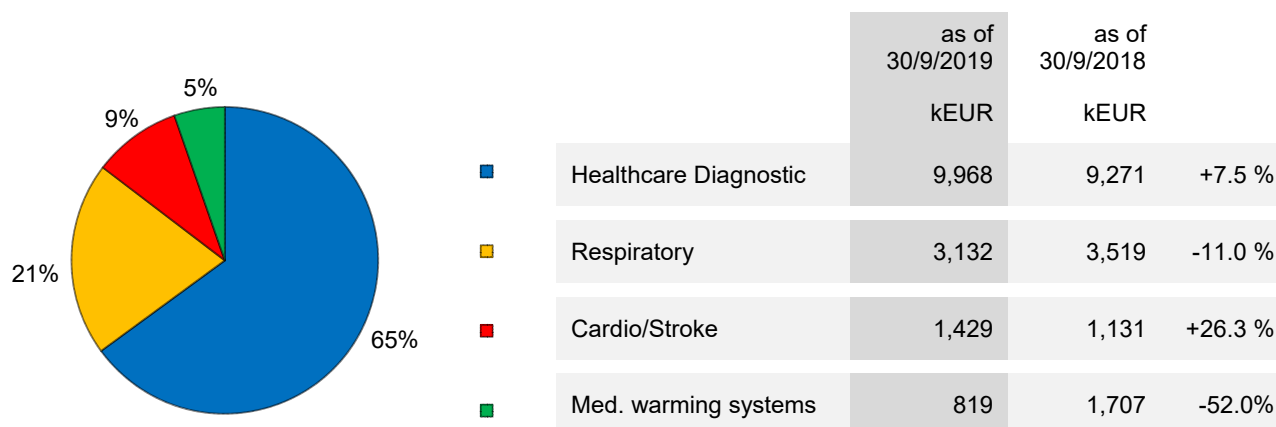 5%
9%
21%
65%
as of as of
30/9/2019 30/9/2018
kEUR kEUR
Healthcare Diagnostic 9,968 9,271 +7.5 %
Respiratory 3,132 3,519 -11.0 %
Cardio/Stroke 1,429 1,131 +26.3 %
Med. warming systems 819 1,707 -52.0%